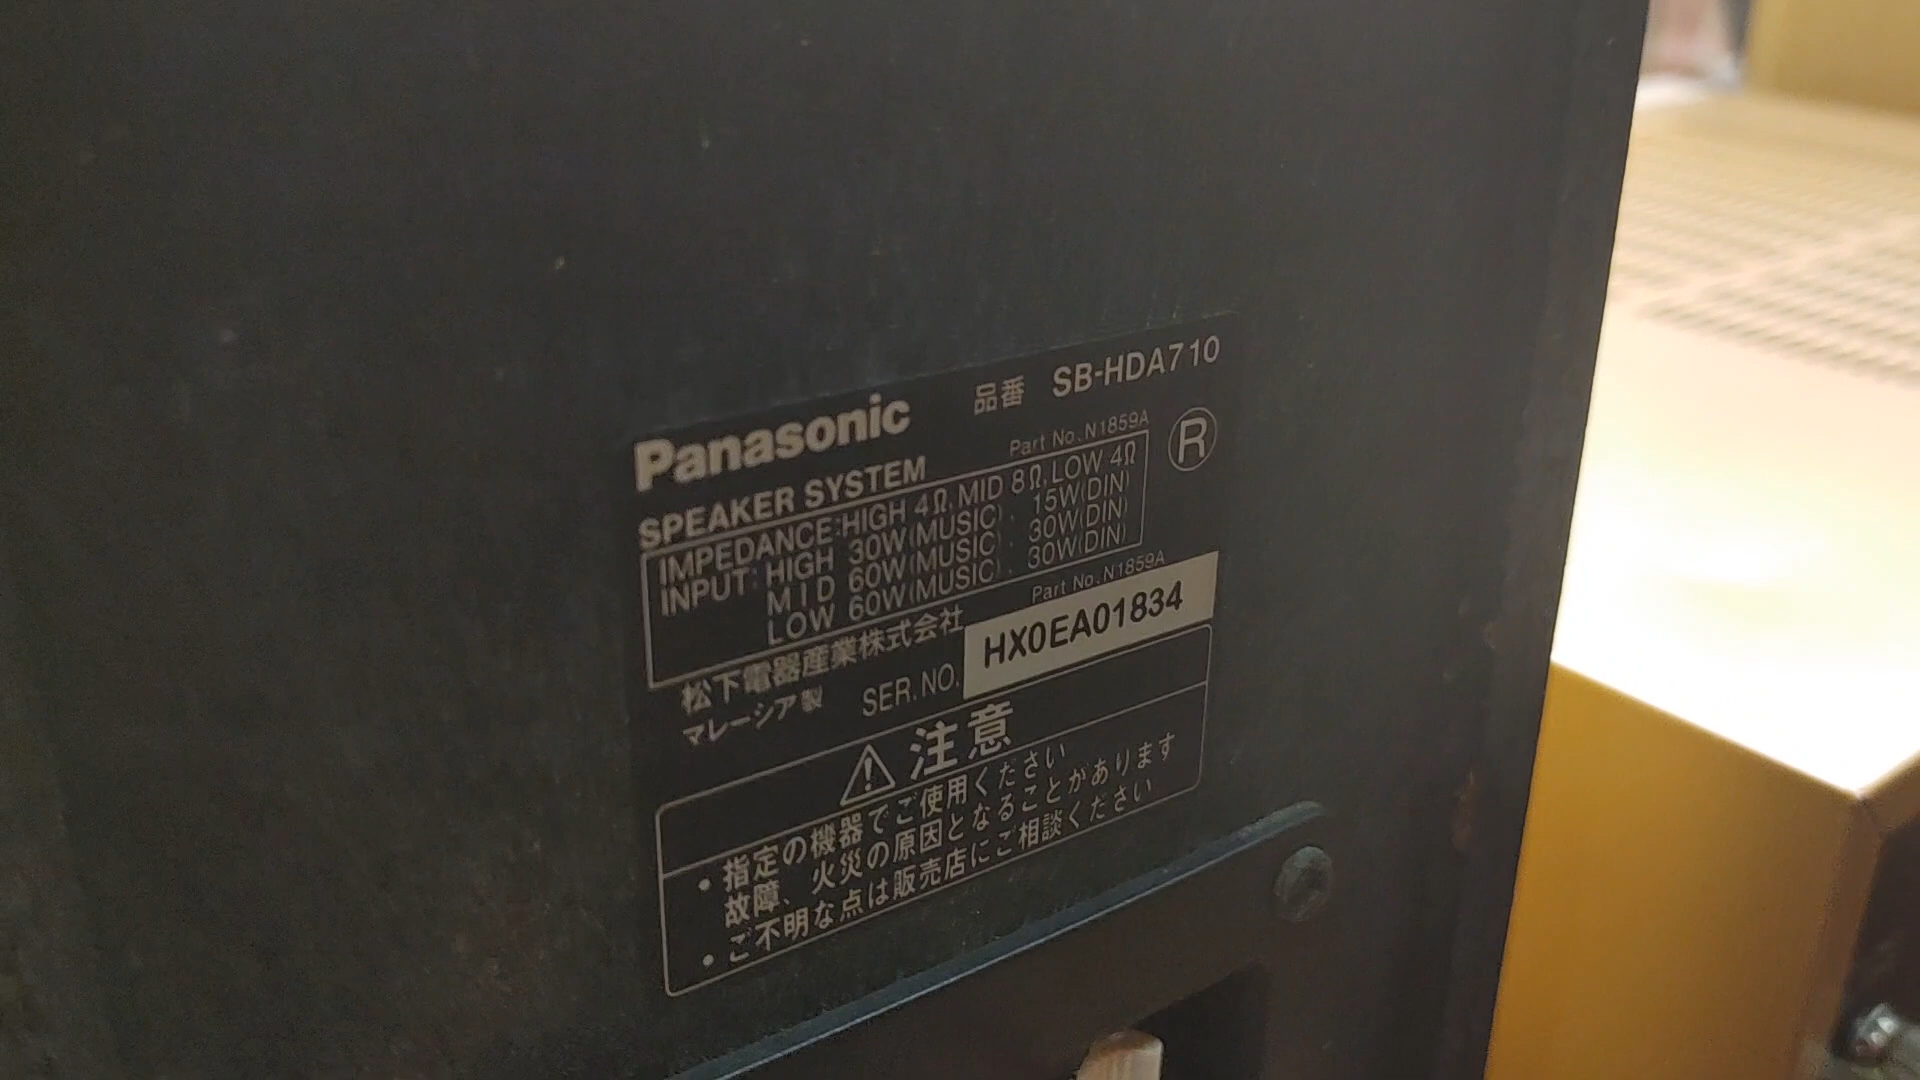 Panasonic 品番 SB-HDA710
SPEAKER SYSTEM Part No. N1859A
IMPEDANCE:HIGH 4Ω, MID 8Ω, LOW 4Ω
INPUT: HIGH 30W(MUSIC), 15W(DIN)
MID 60W(MUSIC), 30W(DIN)
LOW 60W(MUSIC), 30W(DIN)
R
Part No. N1859A
松下電器産業株式会社
マレーシア製 SER.NO. HX0EA01834
注意
・指定の機器でご使用ください
故障、火災の原因となることがあります
・ご不明な点は販売店にご相談ください